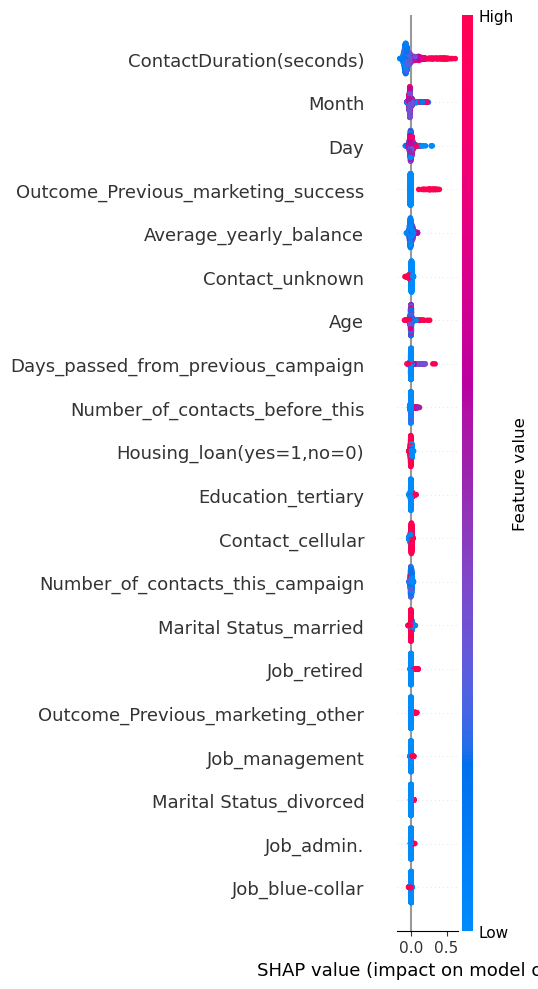 High
ContactDuration(seconds)
Month
Day
Outcome_Previous_marketing_success
Average_yearly_balance
Contact_unknown
Age
Days_passed_from_previous_campaign
Number_of_contacts_before_this
Housing_loan(yes=1,no=0)
Education_tertiary
Contact_cellular
Number_of_contacts_this_campaign
Marital Status_married
Job_retired
Outcome_Previous_marketing_other
Job_management
Marital Status_divorced
Job_admin.
Job_blue-collar
Feature value
Low
0.0 0.5
SHAP value (impact on model